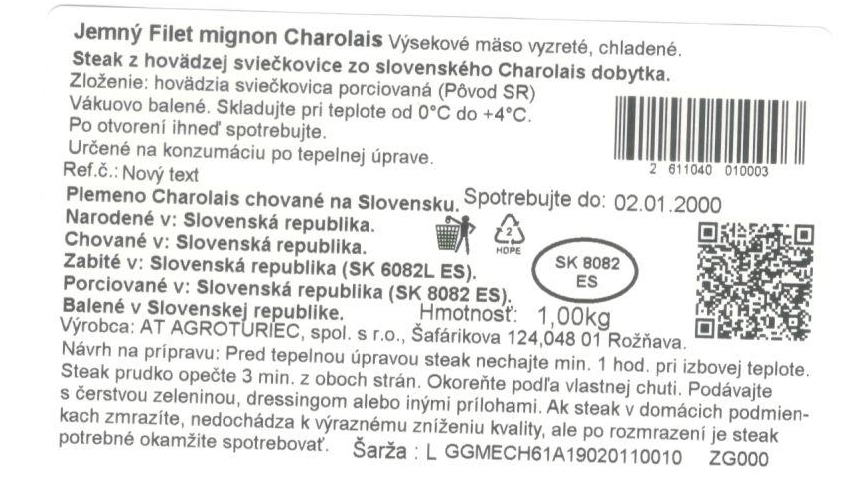 Jemný Filet mignon Charolais Výsekové mäso vyzreté, chladené.
Steak z hovädzej sviečkovice zo slovenského Charolais dobytka.
Zloženie: hovädzia sviečkovica porciovaná (Pôvod SR)
Vákuovo balené. Skladujte pri teplote od 0°C do +4°C.
Po otvorení ihneď spotrebujte.
Určené na konzumáciu po tepelnej úprave.
2 611040 010003
Ref.č.: Nový text
Plemeno Charolais chované na Slovensku. Spotrebujte do: 02.01.2000
Narodené v: Slovenská republika.
Chované v: Slovenská republika.
Zabité v: Slovenská republika (SK 6082L ES).
Porciované v: Slovenská republika (SK 8082 ES).
Balené v Slovenskej republike.
2
HDPE
SK 8082
ES
Hmotnosť: 1,00kg
Výrobca: AT AGROTURIEC, spol. s r.o., Šafárikova 124,048 01 Rožňava.
Návrh na prípravu: Pred tepelnou úpravou steak nechajte min. 1 hod. pri izbovej teplote.
Steak prudko opečte 3 min. z oboch strán. Okoreňte podľa vlastnej chuti. Podávajte
s čerstvou zeleninou, dressingom alebo inými prílohami. Ak steak v domácich podmien-
kach zmrazíte, nedochádza k výraznému zníženiu kvality, ale po rozmrazení je steak
potrebné okamžite spotrebovať. Šarža : L GGMECH61A19020110010 ZG000